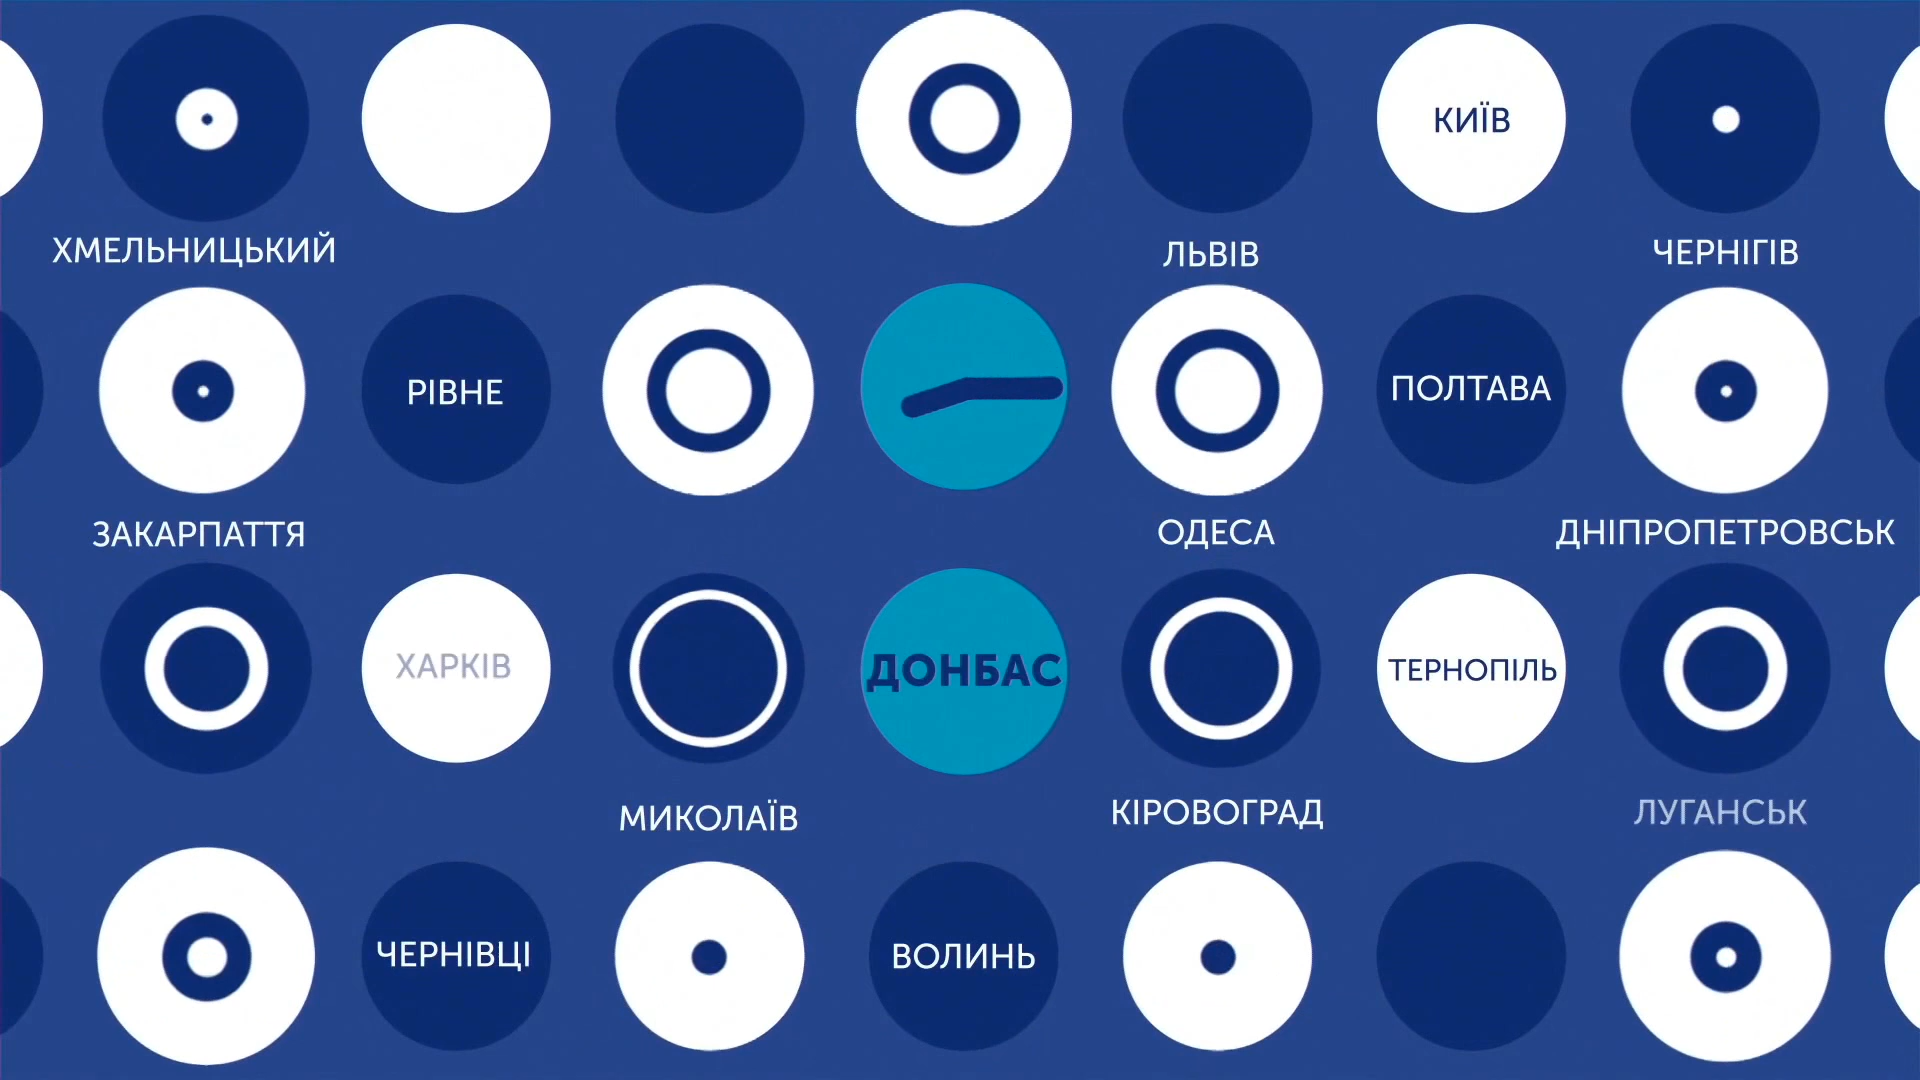 КИЇВ
ХМЕЛЬНИЦЬКИЙ
ЛЬВІВ
ЧЕРНІГІВ
РІВНЕ
ПОЛТАВА
ЗАКАРПАТТЯ
ОДЕСА
ДНІПРОПЕТРОВСЬК
ХАРКІВ
ДОНБАС
ТЕРНОПІЛЬ
МИКОЛАЇВ
КІРОВОГРАД
ЛУГАНСЬК
ЧЕРНІВЦІ
ВОЛИНЬ